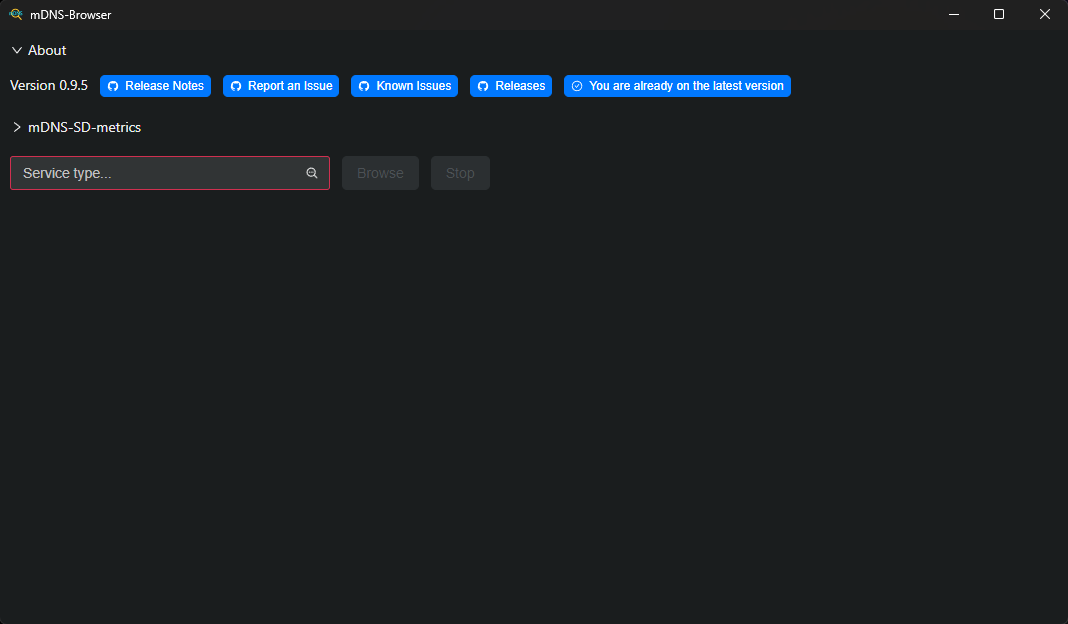 mDNS-Browser
About
Version 0.9.5 Release Notes Report an Issue Known Issues Releases You are already on the latest version
mDNS-SD-metrics
Service type... Browse Stop